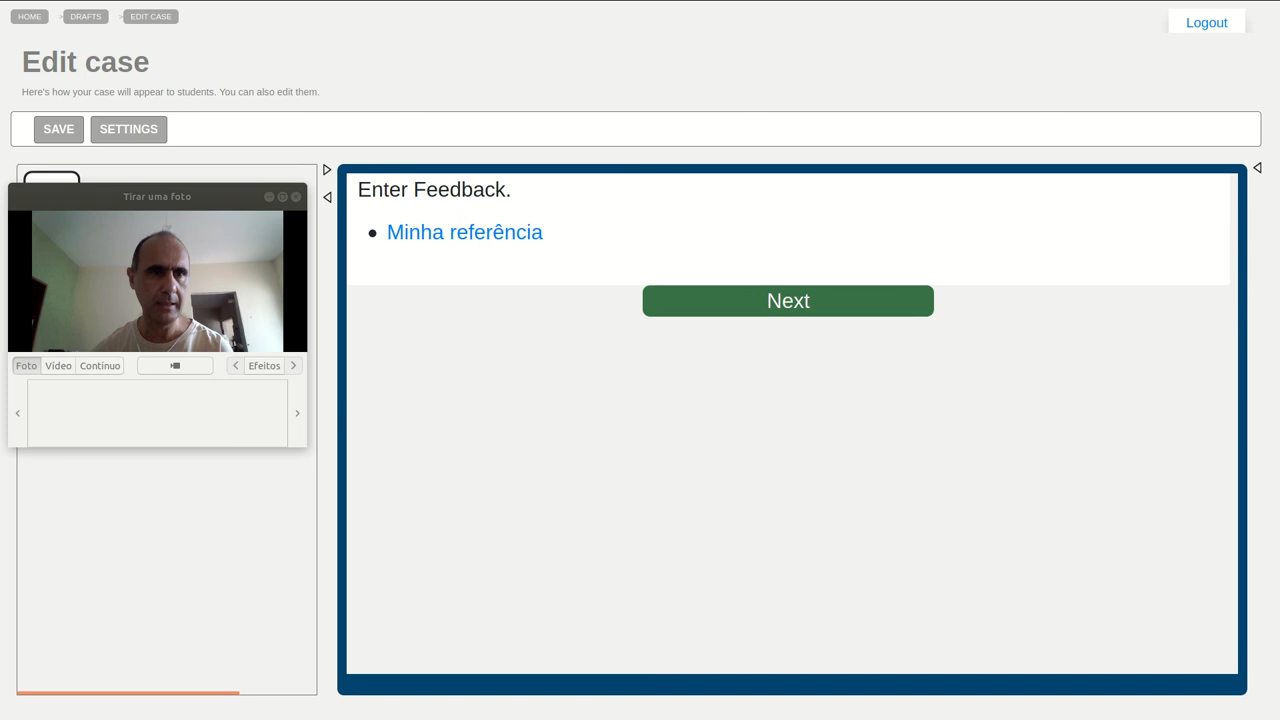 HOME > DRAFTS > EDIT CASE
Logout
Edit case
Here's how your case will appear to students. You can also edit them.
SAVE SETTINGS
Tirar uma foto
Foto Vídeo Contínuo Efeitos
Enter Feedback.
• Minha referência
Next